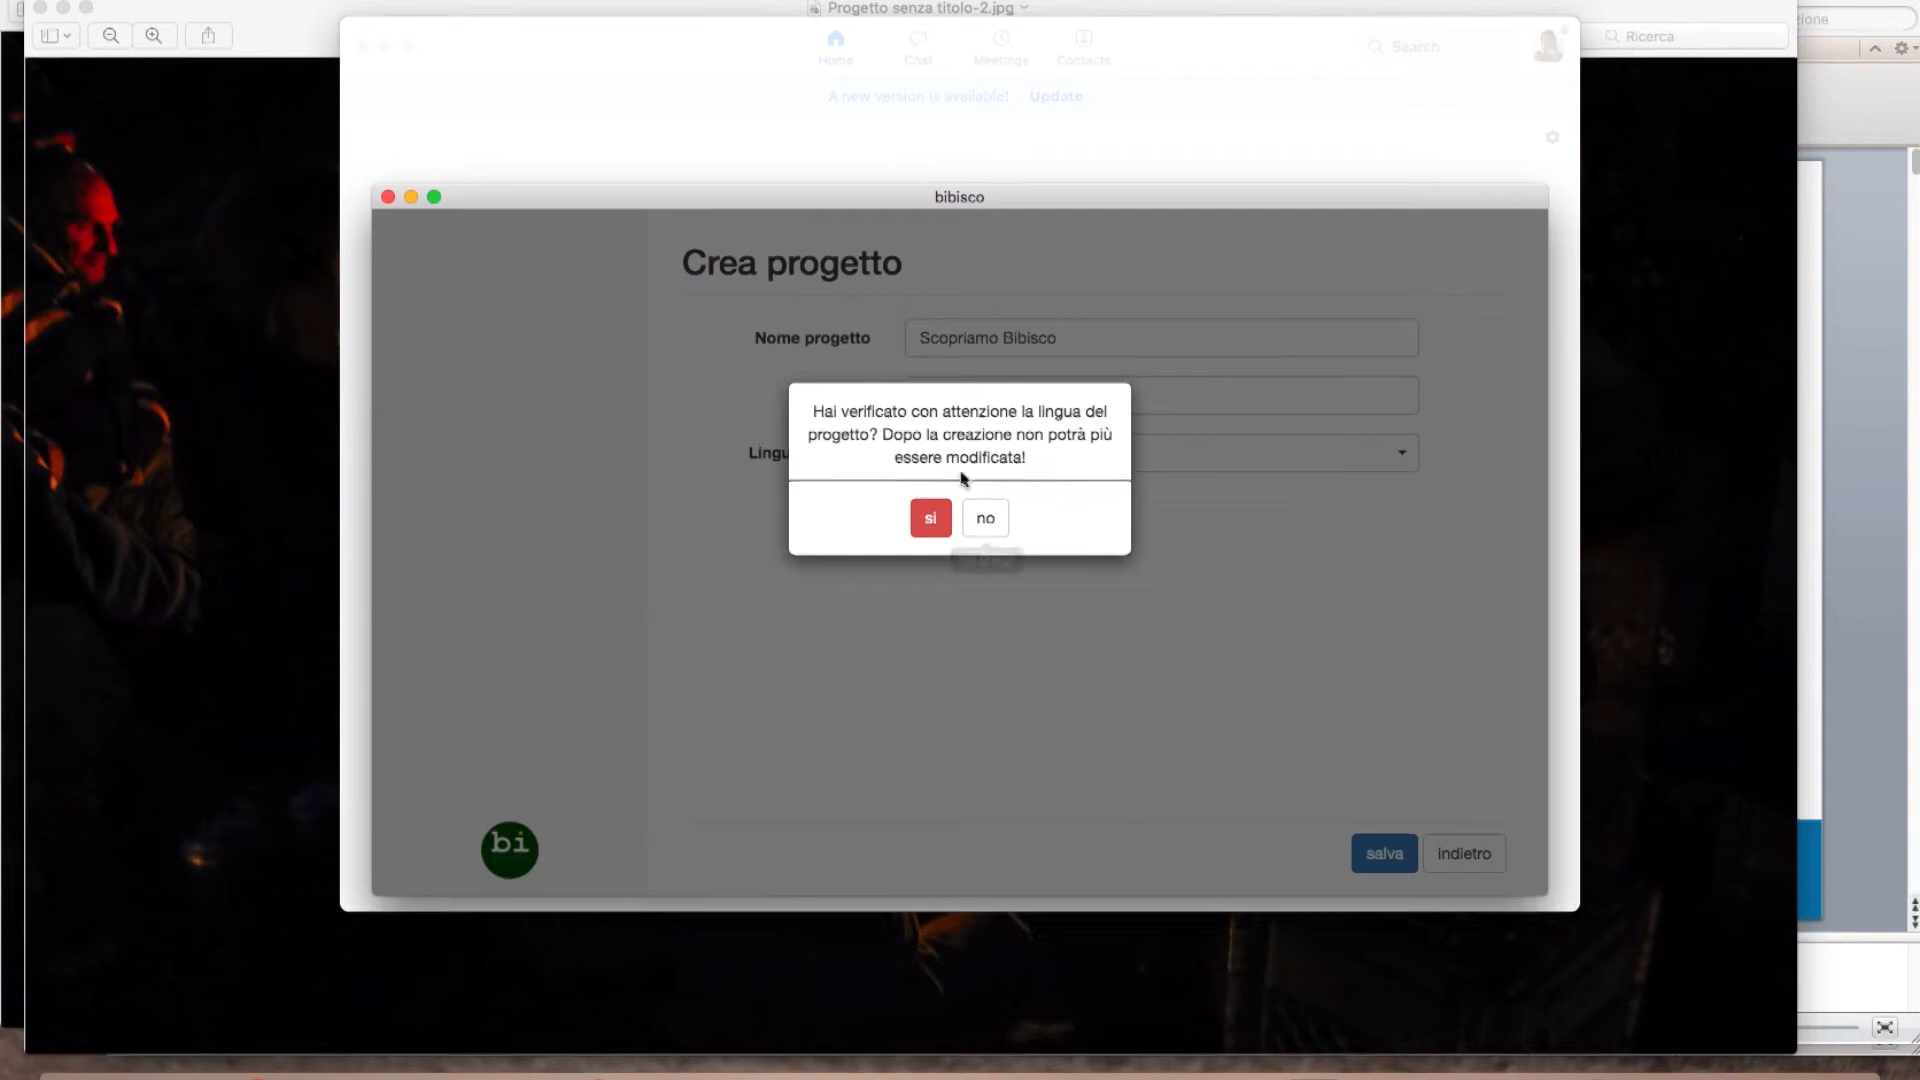 Progetto senza titolo-2.jpg
zione
Ricerca
Home
Chat
Meetings
Contacts
Search
A new version is available! Update
bibisco
Crea progetto
Nome progetto
Scopriamo Bibisco
Hai verificato con attenzione la lingua del
progetto? Dopo la creazione non potrà più
essere modificata!
Lingu
si
no
bi
salva
indietro